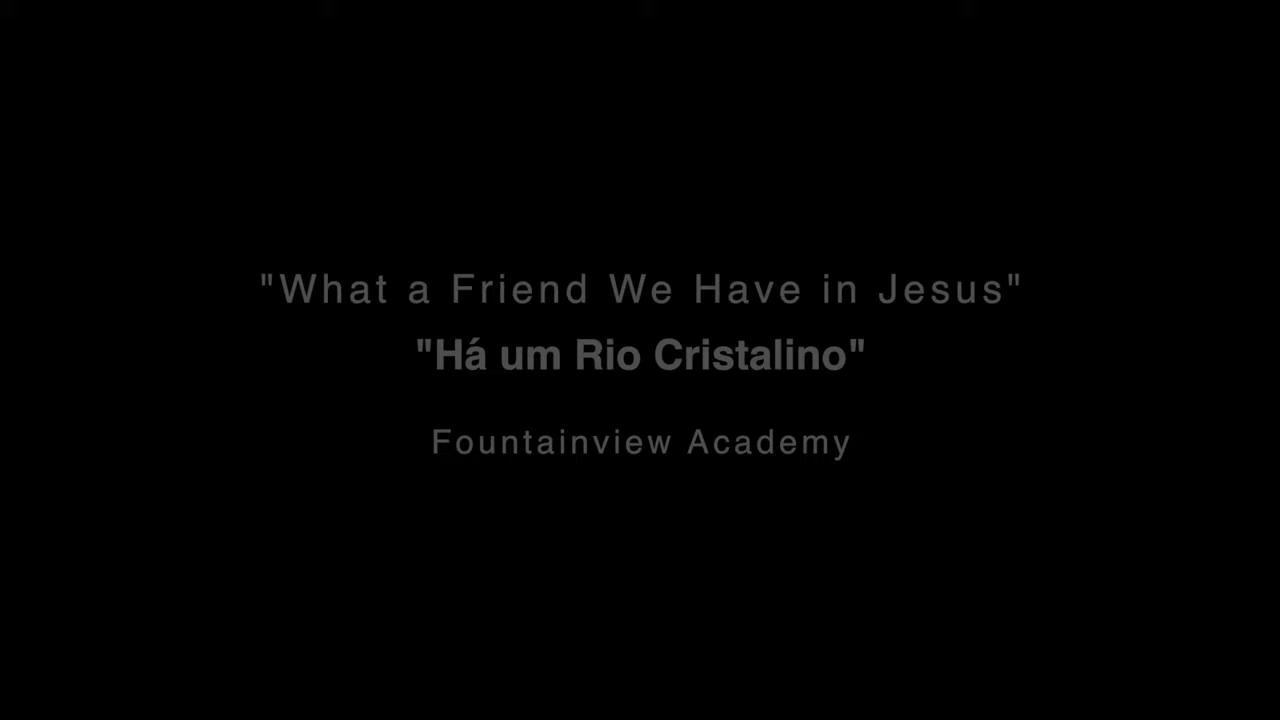 "What a Friend We Have in Jesus"
"Há um Rio Cristalino"
Fountainview Academy